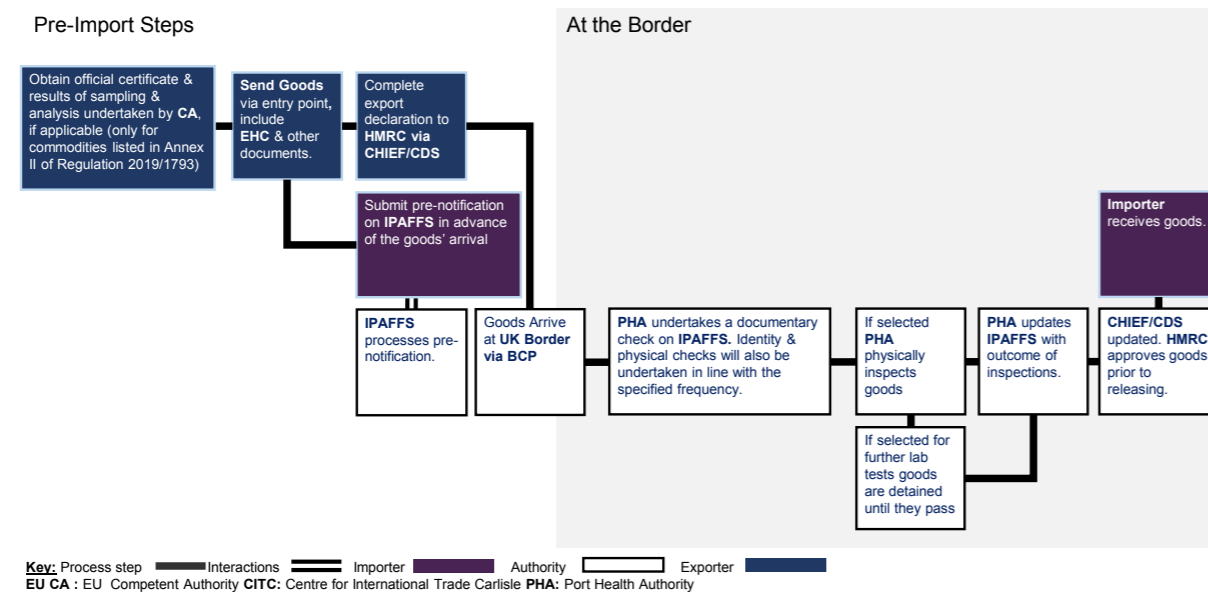 Pre-Import Steps
At the Border
Obtain official certificate &
results of sampling &
analysis undertaken by CA,
if applicable (only for
commodities listed in Annex
II of Regulation 2019/1793)
Send Goods
via entry point,
include
EHC & other
documents.
Complete
export
declaration to
HMRC via
CHIEF/CDS
Submit pre-notification
on IPAFFS in advance
of the goods’ arrival
Importer
receives goods.
IPAFFS
processes pre-
notification.
Goods Arrive
at UK Border
via BCP
PHA undertakes a documentary
check on IPAFFS. Identity &
physical checks will also be
undertaken in line with the
specified frequency.
If selected
PHA
physically
inspects
goods
PHA updates
IPAFFS with
outcome of
inspections.
CHIEF/CDS
updated. HMRC
approves goods
prior to
releasing.
If selected for
further lab
tests goods
are detained
until they pass
Key: Process step Interactions Importer Authority Exporter
EU CA : EU Competent Authority CITC: Centre for International Trade Carlisle PHA: Port Health Authority